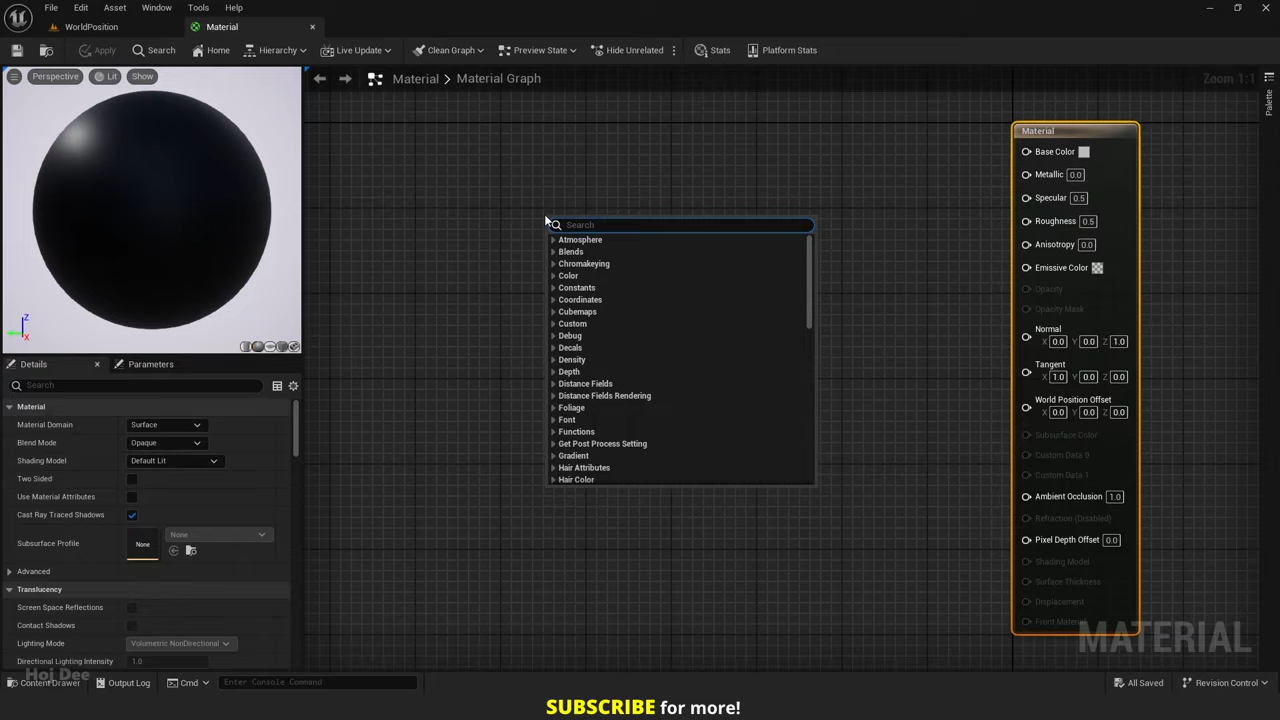 File Edit Asset Window Tools Help
WorldPosition Material
Apply Search Home Hierarchy Live Update Clean Graph Preview State Hide Unrelated Stats Platform Stats
Perspective Lit Show
Material > Material Graph
Zoom 1:1
Palette
Z
X
Details Parameters
Search
Material
Material Domain Surface
Blend Mode Opaque
Shading Model Default Lit
Two Sided
Use Material Attributes
Cast Ray Traced Shadows
Subsurface Profile None None
Advanced
Translucency
Screen Space Reflections
Contact Shadows
Lighting Mode Volumetric NonDirectional
Directional Lighting Intensity 1.0
Search
Atmosphere
Blends
Chromakeying
Color
Constants
Coordinates
Cubemaps
Custom
Debug
Decals
Density
Depth
Distance Fields
Distance Fields Rendering
Foliage
Font
Functions
Get Post Process Setting
Gradient
Hair Attributes
Hair Color
Material
Base Color
Metallic 0.0
Specular 0.5
Roughness 0.5
Anisotropy 0.0
Emissive Color
Opacity
Opacity Mask
Normal
X 0.0 Y 0.0 Z 1.0
Tangent
X 1.0 Y 0.0 Z 0.0
World Position Offset
X 0.0 Y 0.0 Z 0.0
Subsurface Color
Custom Data 0
Custom Data 1
Ambient Occlusion 1.0
Refraction (Disabled)
Pixel Depth Offset 0.0
Shading Model
Surface Thickness
Displacement
Front Material
MATERIAL
Hoi Dee
Content Drawer Output Log Cmd Enter Console Command All Saved Revision Control
SUBSCRIBE for more!